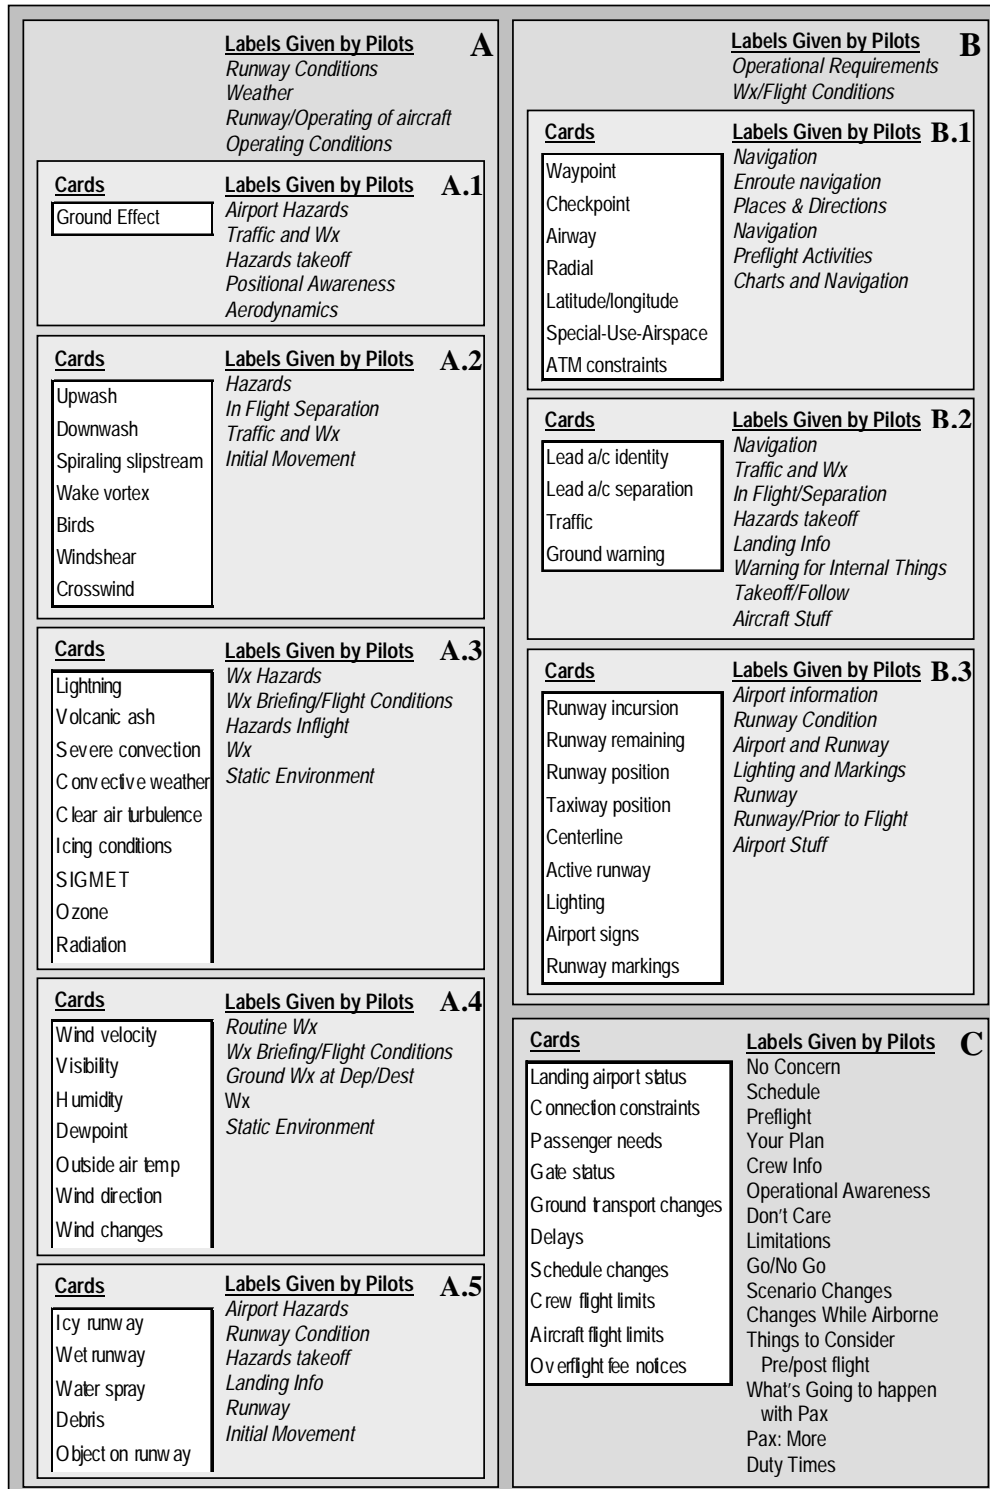 Labels Given by Pilots A
Runway Conditions
Weather
Runway/Operating of aircraft
Operating Conditions
Cards
Ground Effect
Labels Given by Pilots A.1
Airport Hazards
Traffic and Wx
Hazards takeoff
Positional Awareness
Aerodynamics
Cards
Upwash
Downwash
Spiraling slipstream
Wake vortex
Birds
Windshear
Crosswind
Labels Given by Pilots A.2
Hazards
In Flight Separation
Traffic and Wx
Initial Movement
Cards
Lightning
Volcanic ash
Severe convection
Convective weather
Clear air turbulence
Icing conditions
SIGMET
Ozone
Radiation
Labels Given by Pilots A.3
Wx Hazards
Wx Briefing/Flight Conditions
Hazards Inflight
Wx
Static Environment
Cards
Wind velocity
Visibility
Humidity
Dewpoint
Outside air temp
Wind direction
Wind changes
Labels Given by Pilots A.4
Routine Wx
Wx Briefing/Flight Conditions
Ground Wx at Dep/Dest
Wx
Static Environment
Cards
Icy runway
Wet runway
Water spray
Debris
Object on runway
Labels Given by Pilots A.5
Airport Hazards
Runway Condition
Hazards takeoff
Landing Info
Runway
Initial Movement
Labels Given by Pilots B
Operational Requirements
Wx/Flight Conditions
Cards
Waypoint
Checkpoint
Airway
Radial
Latitude/longitude
Special-Use-Airspace
ATM constraints
Labels Given by Pilots B.1
Navigation
Enroute navigation
Places & Directions
Navigation
Preflight Activities
Charts and Navigation
Cards
Lead a/c identity
Lead a/c separation
Traffic
Ground warning
Labels Given by Pilots B.2
Navigation
Traffic and Wx
In Flight/Separation
Hazards takeoff
Landing Info
Warning for Internal Things
Takeoff/Follow
Aircraft Stuff
Cards
Runway incursion
Runway remaining
Runway position
Taxiway position
Centerline
Active runway
Lighting
Airport signs
Runway markings
Labels Given by Pilots B.3
Airport information
Runway Condition
Airport and Runway
Lighting and Markings
Runway
Runway/Prior to Flight
Airport Stuff
Cards
Landing airport status
Connection constraints
Passenger needs
Gate status
Ground transport changes
Delays
Schedule changes
Crew flight limits
Aircraft flight limits
Overflight fee notices
Labels Given by Pilots C
No Concern
Schedule
Preflight
Your Plan
Crew Info
Operational Awareness
Don't Care
Limitations
Go/No Go
Scenario Changes
Changes While Airborne
Things to Consider
Pre/post flight
What's Going to happen
with Pax
Pax: More
Duty Times